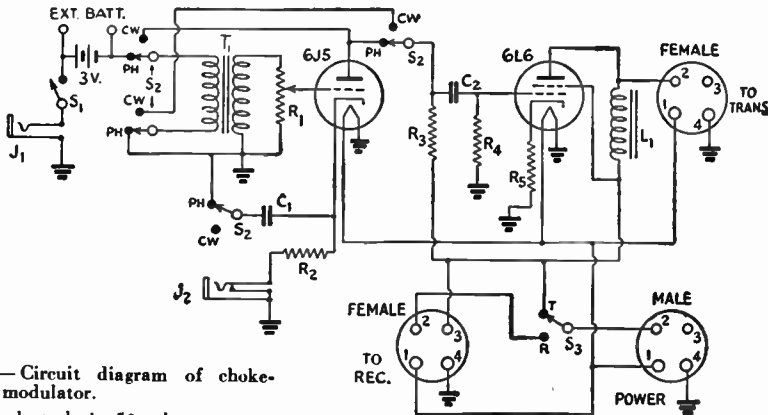 EXT. BATT.
CW
CW
T1
6J5
PH
S2
6L6
FEMALE
2
3
TO
TRANS
1
4
3V.
PH
S2
CW
S1
J1
PH
R1
C2
R3
R4
R5
L1
PH
S2
C1
CW
R2
J2
FEMALE
2
3
TO
REC.
1
4
T
R
S3
MALE
2
3
1
4
POWER
— Circuit diagram of choke-
modulator.